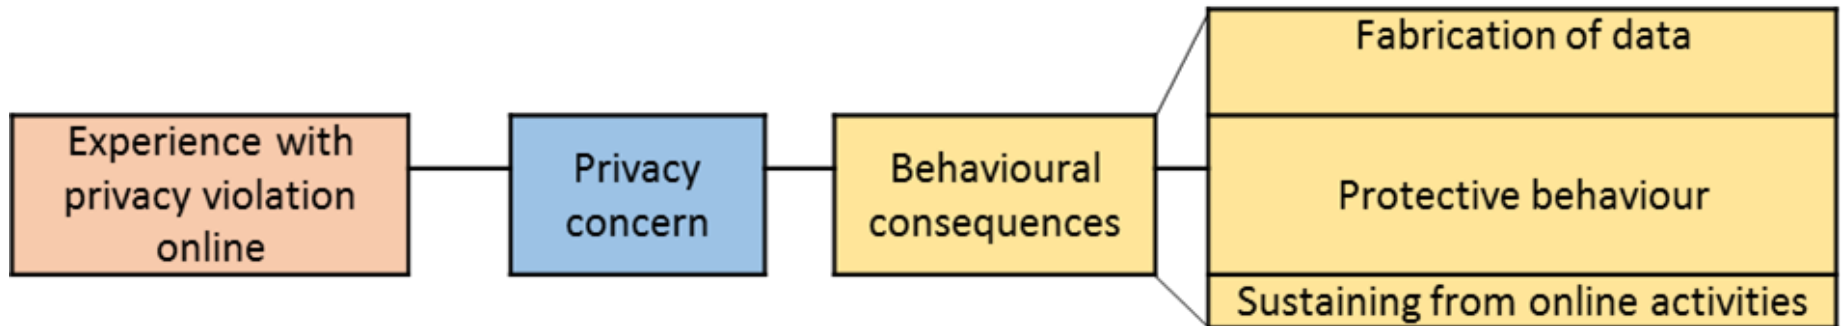 Experience with
privacy violation
online
Privacy
concern
Behavioural
consequences
Fabrication of data
Protective behaviour
Sustaining from online activities